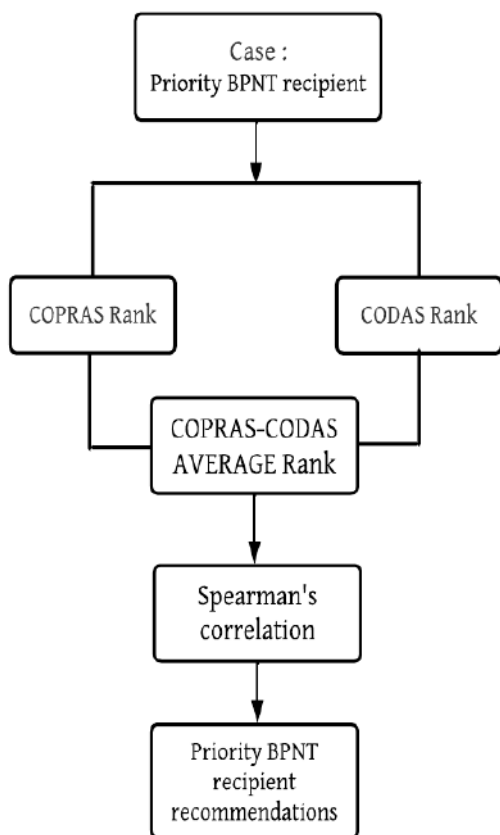 Case :
Priority BPNT recipient
COPRAS Rank
CODAS Rank
COPRAS-CODAS
AVERAGE Rank
Spearman's
correlation
Priority BPNT
recipient
recommendations